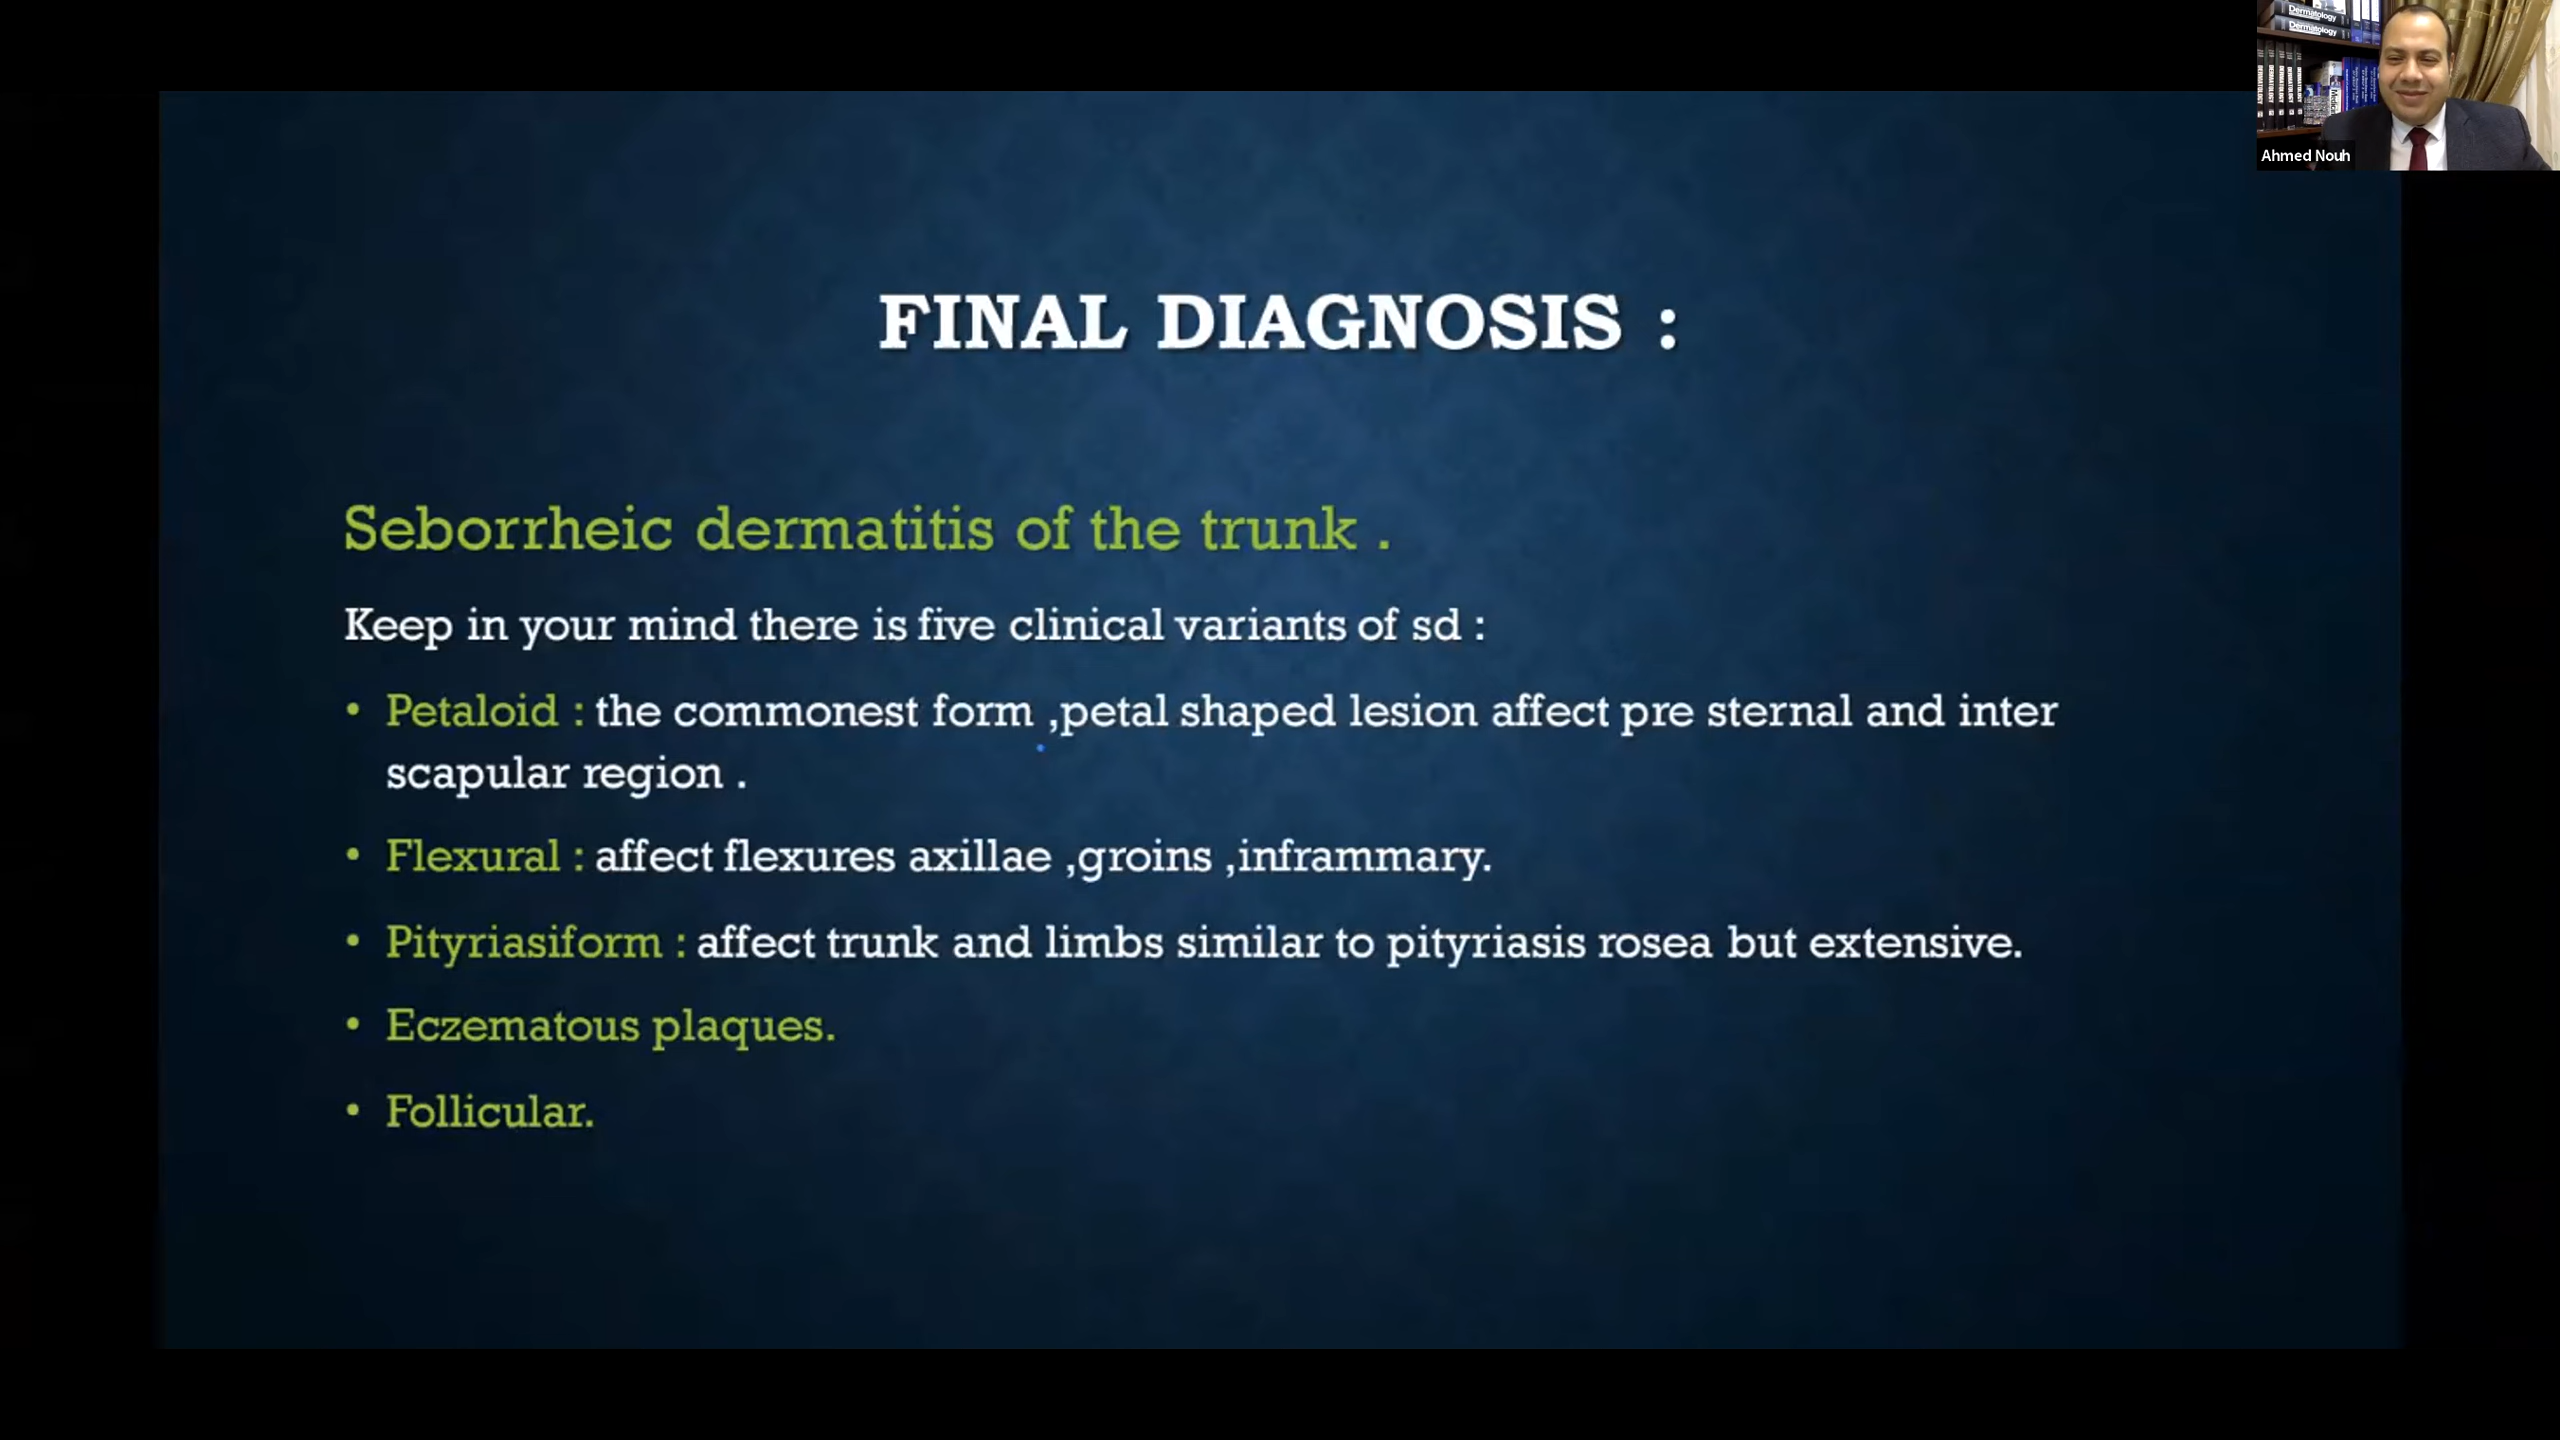 Dermatology
Dermatology
Ahmed Nouh
FINAL DIAGNOSIS :
Seborrheic dermatitis of the trunk .
Keep in your mind there is five clinical variants of sd :
• Petaloid : the commonest form ,petal shaped lesion affect pre sternal and inter
scapular region .
• Flexural : affect flexures axillae ,groins ,inframmary.
• Pityriasiform : affect trunk and limbs similar to pityriasis rosea but extensive.
• Eczematous plaques.
• Follicular.